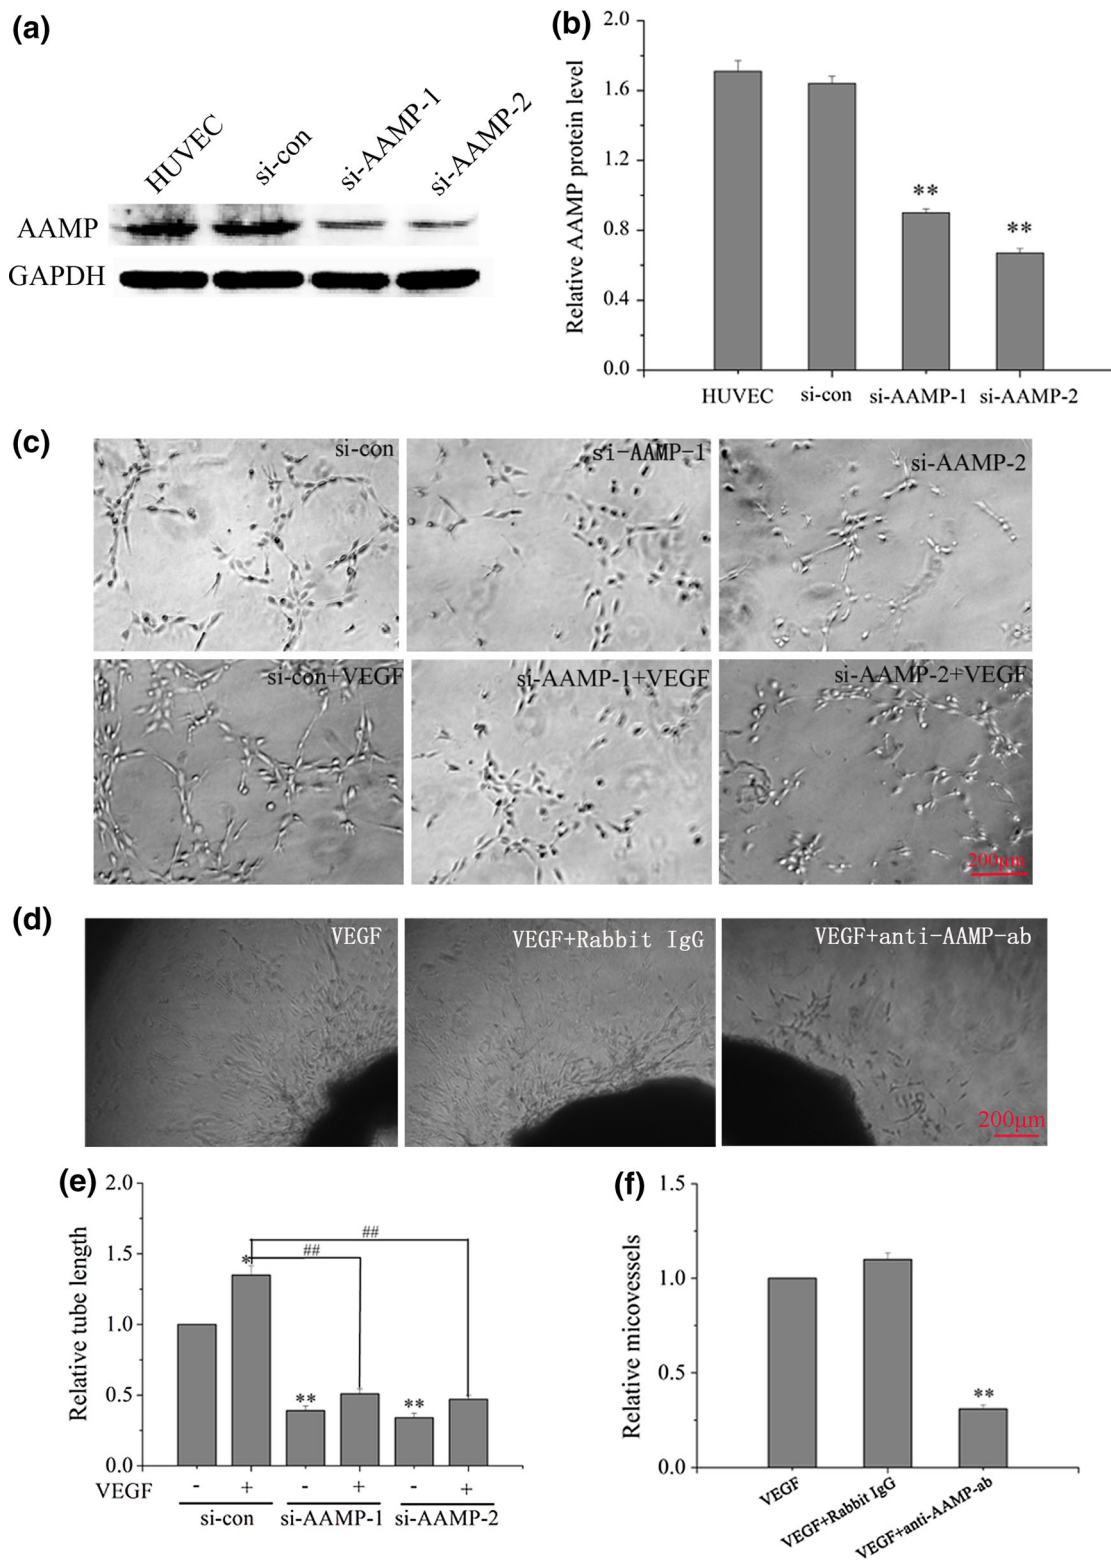 (a)
HUVEC
si-con
si-AAMP-1
si-AAMP-2
AAMP
GAPDH
(b)
Relative AAMP protein level
2.0
1.6
1.2
0.8
0.4
0.0
**
**
HUVEC si-con si-AAMP-1 si-AAMP-2
(c)
si-con
si-AAMP-1
si-AAMP-2
si-con+VEGF
si-AAMP-1+VEGF
si-AAMP-2+VEGF
200μm
(d)
VEGF
VEGF+Rabbit IgG
VEGF+anti-AAMP-ab
200μm
(e)
Relative tube length
2.0
1.5
1.0
0.5
0.0
*
##
##
**
**
VEGF - + - + - +
si-con si-AAMP-1 si-AAMP-2
(f)
Relative micovessels
1.5
1.0
0.5
0.0
**
VEGF
VEGF+Rabbit IgG
VEGF+anti-AAMP-ab